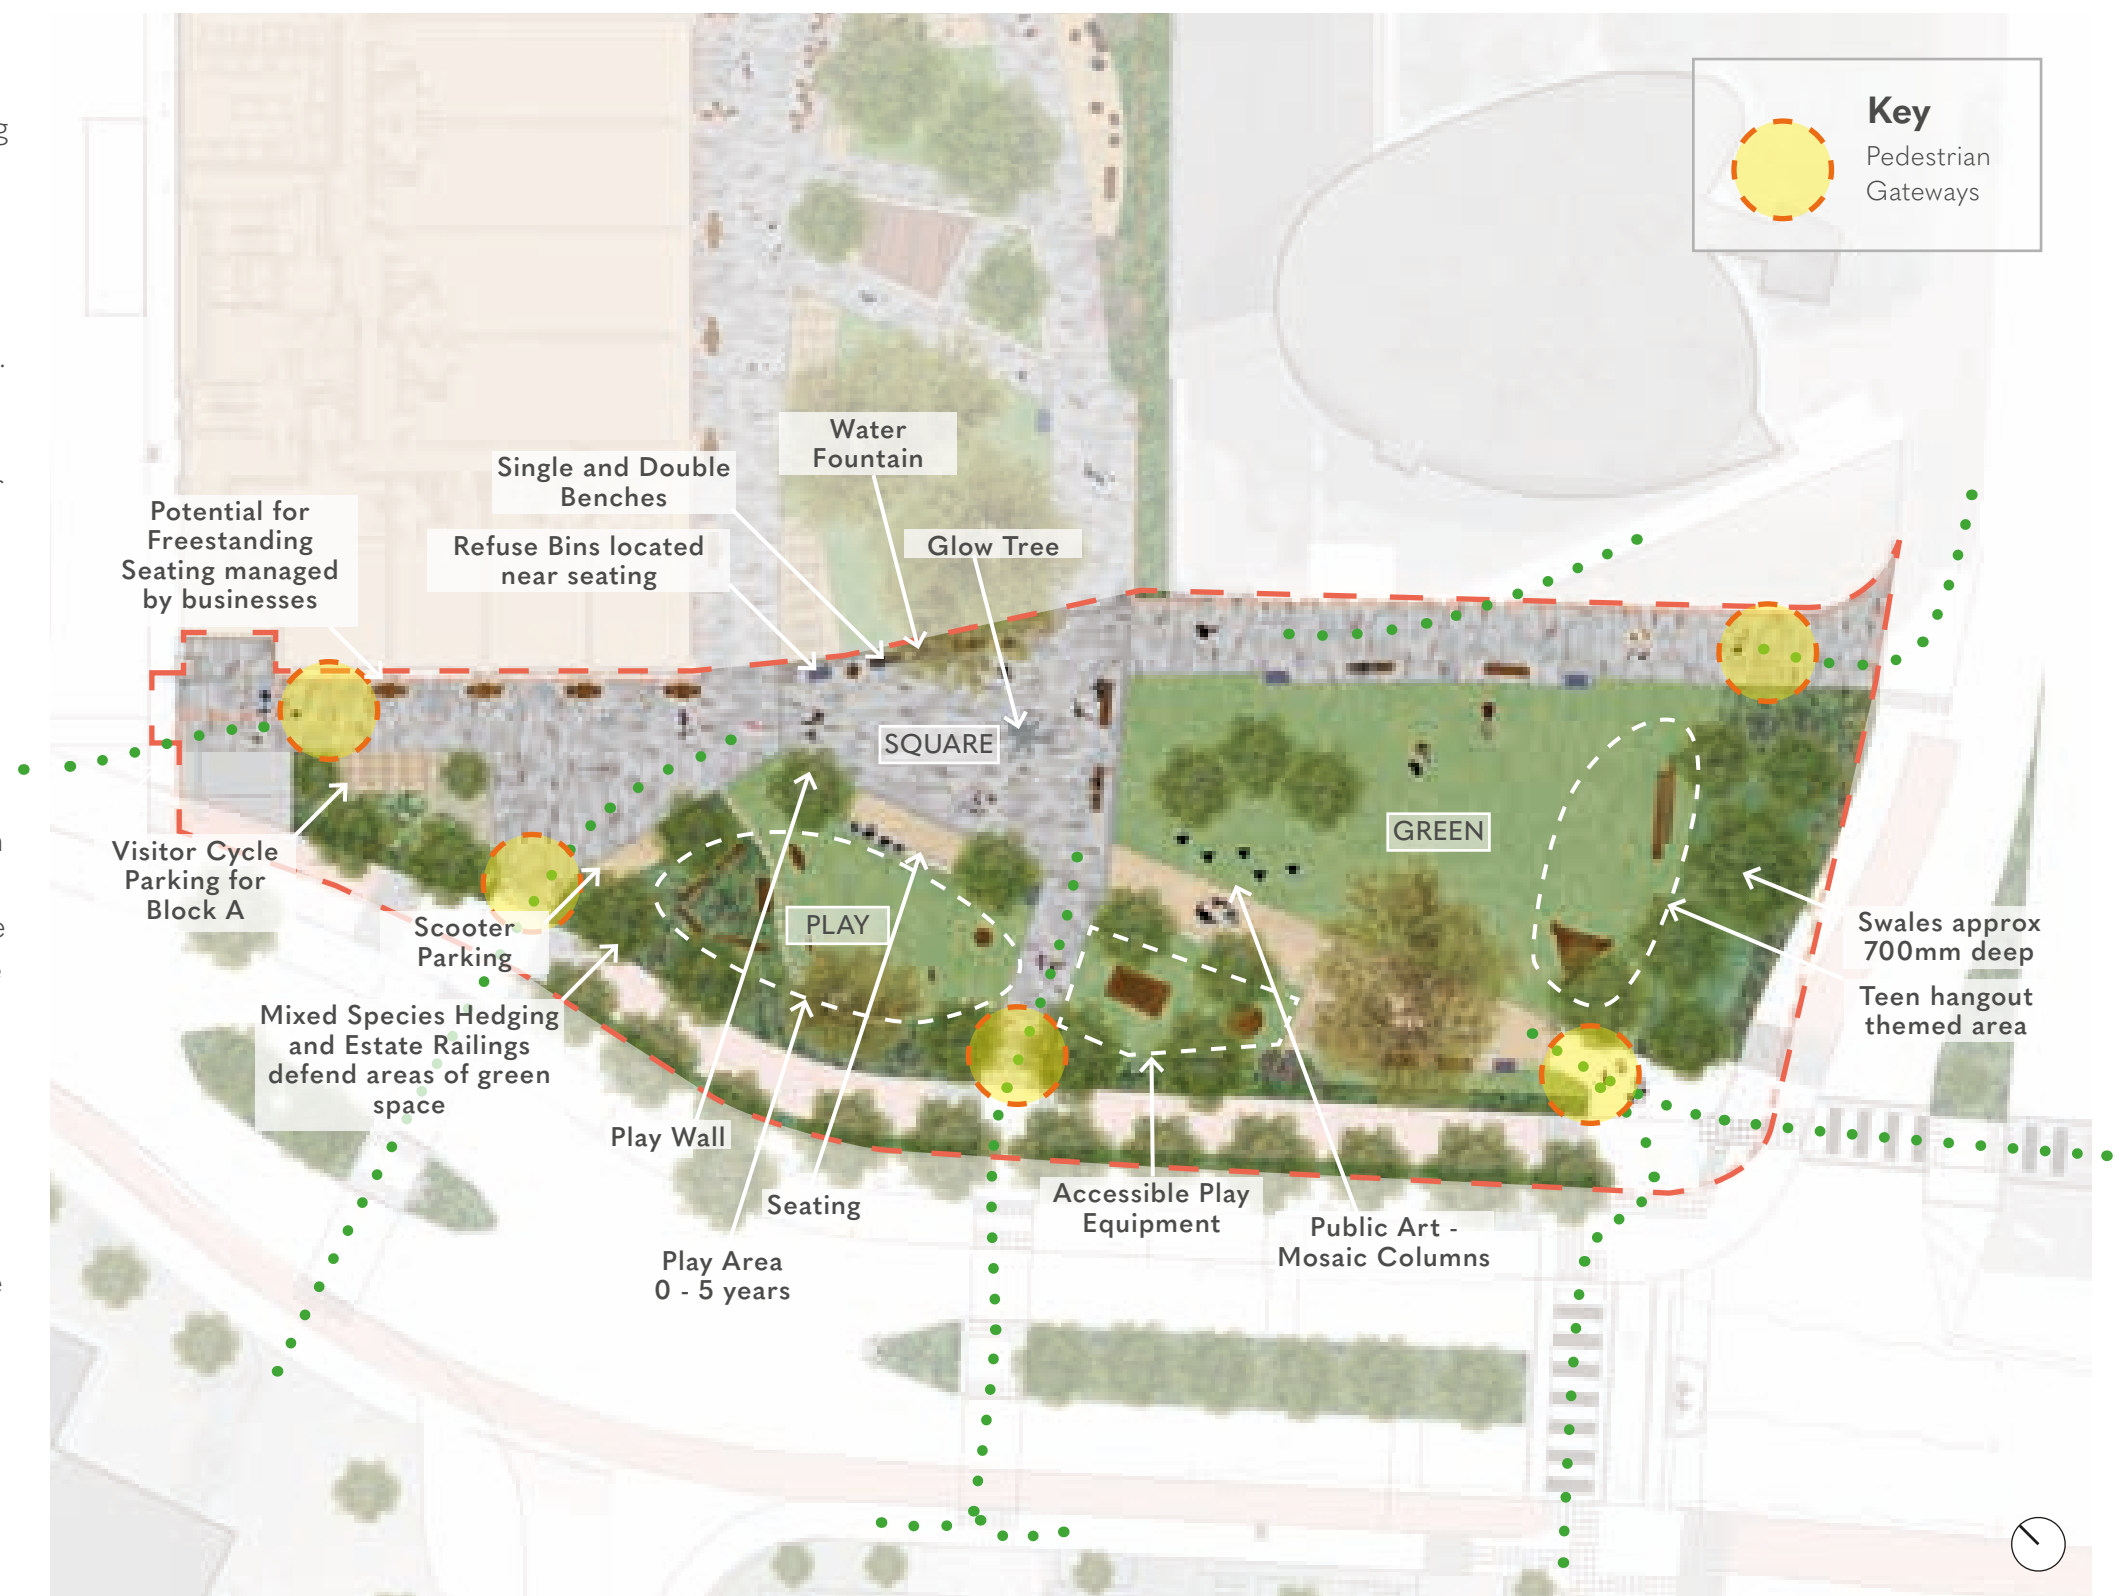 Key
Pedestrian
Gateways
Water
Fountain
Single and Double
Benches
Glow Tree
Refuse Bins located
near seating
Potential for
Freestanding
Seating managed
by businesses
SQUARE
GREEN
PLAY
Visitor Cycle
Parking for
Block A
Scooter
Parking
Mixed Species Hedging
and Estate Railings
defend areas of green
space
Swales approx
700mm deep
Teen hangout
themed area
Play Wall
Seating
Play Area
0 - 5 years
Accessible Play
Equipment
Public Art -
Mosaic Columns